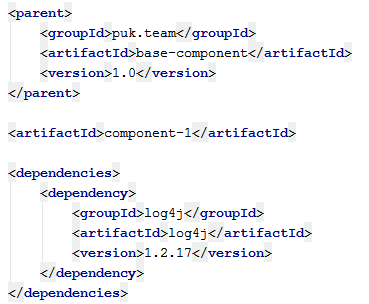 <parent>
    <groupId>puk.team</groupId>
    <artifactId>base-component</artifactId>
    <version>1.0</version>
</parent>

<artifactId>component-1</artifactId>

<dependencies>
    <dependency>
        <groupId>log4j</groupId>
        <artifactId>log4j</artifactId>
        <version>1.2.17</version>
    </dependency>
</dependencies>